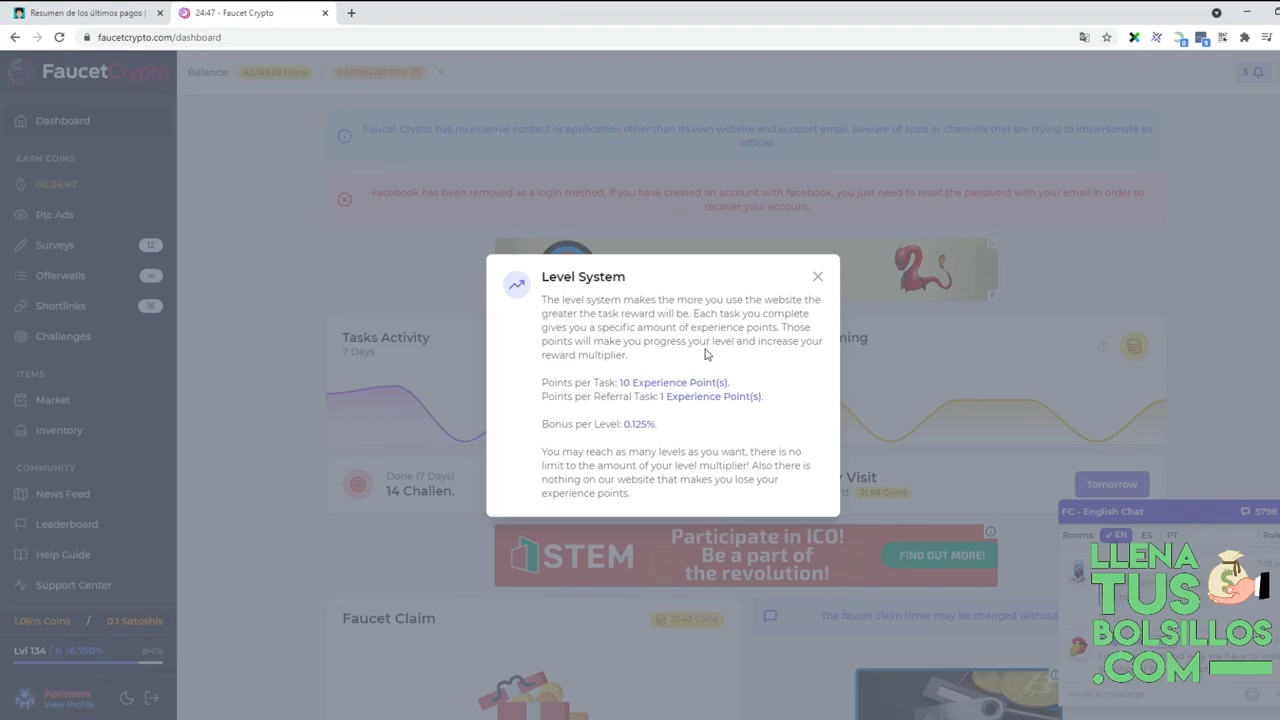 Resumen de los últimos pagos |
24:47 - Faucet Crypto
faucetcrypto.com/dashboard
FaucetCrypto
Balance:
3
Dashboard
EARN COINS
00:24:47
Ptc Ads
Surveys
12
Offerwalls
Shortlinks
16
Challenges
ITEMS
Market
Inventory
COMMUNITY
News Feed
Leaderboard
Help Guide
Support Center
1.0675 Coins / 0.1 Satoshis
Lvl 134 / B 16.750%
84%
Aprimera
View Profile
Faucet Crypto has no external contact or application other than its own website and support email. Beware of apps or channels that are trying to impersonate as
official.
Facebook has been removed as a login method, if you have created an account with facebook, you just need to reset the password with your email in order to
recover your account.
Tasks Activity
7 Days
Level System
The level system makes the more you use the website the
greater the task reward will be. Each task you complete
gives you a specific amount of experience points. Those
points will make you progress your level and increase your
reward multiplier.
Points per Task: 10 Experience Point(s).
Points per Referral Task: 1 Experience Point(s).
Bonus per Level: 0.125%.
You may reach as many levels as you want, there is no
limit to the amount of your level multiplier! Also there is
nothing on our website that makes you lose your
experience points.
Done (7 Days)
14 Challen.
Visit
21.88 Coins
Tomorrow
STEM
Participate in ICO!
Be a part of
the revolution!
FIND OUT MORE!
Faucet Claim
20.43 Coins
The faucet claim timer may be changed without
FC - English Chat
5796
Rooms:
EN
ES
PT
Rule
LLENA
TUS
BOLSILLOS
.COM
Write a message